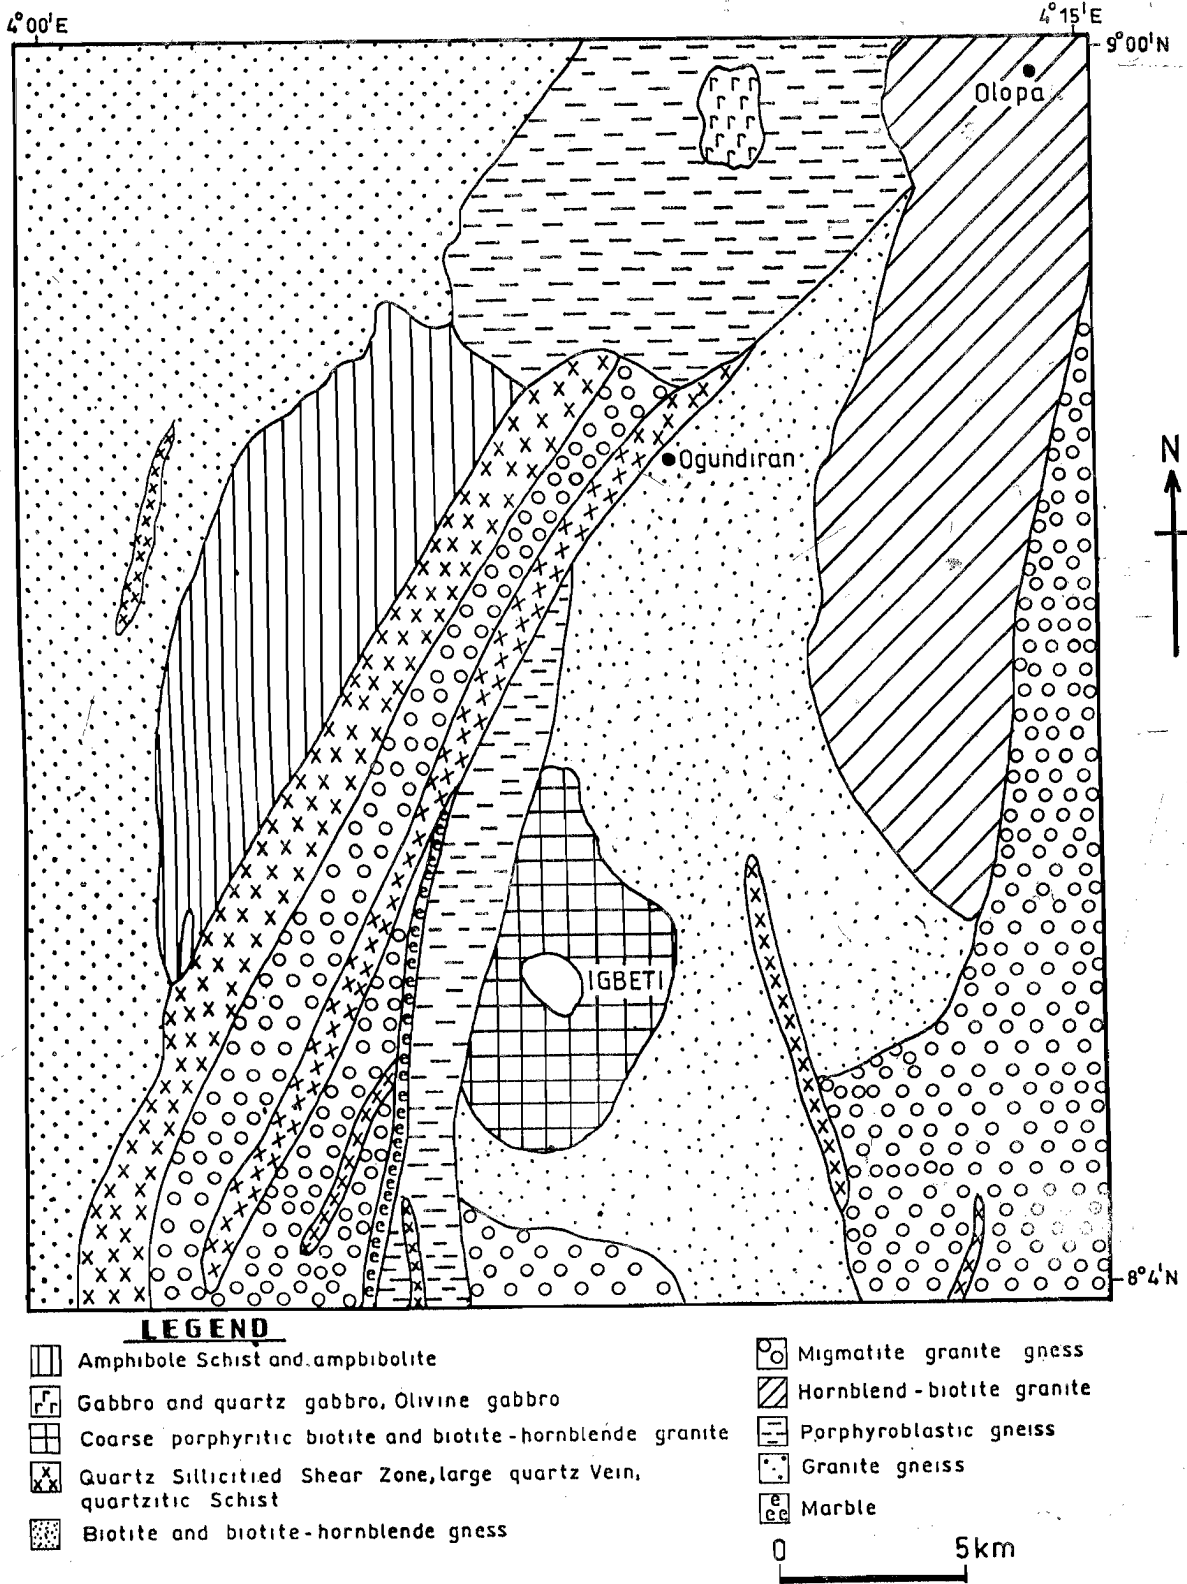 4°00'E
4°15'E
9°00'N
Olopa
Ogundiran
N
IGBETI
8°4'N
LEGEND
Amphibole Schist and ampbibolite
Gabbro and quartz gabbro, Olivine gabbro
Coarse porphyritic biotite and biotite-hornblende granite
Quartz Sillicitied Shear Zone, large quartz Vein,
quartzitic Schist
Biotite and biotite-hornblende gness
Migmatite granite gness
Hornblend-biotite granite
Porphyroblastic gneiss
Granite gneiss
Marble
0 5km